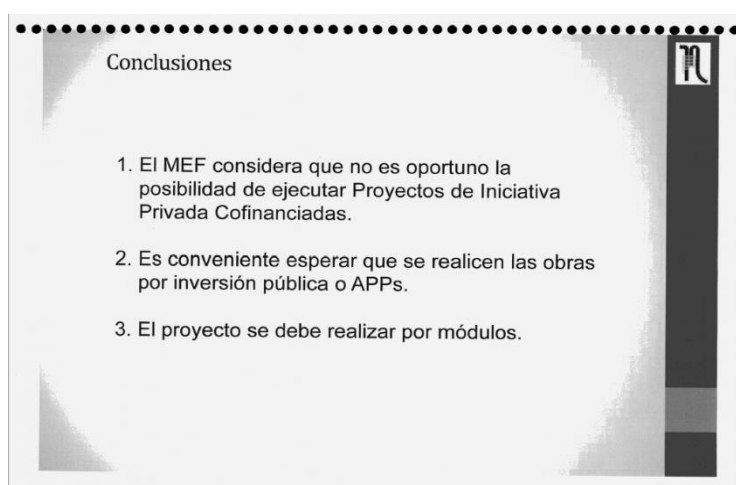 Conclusiones
1. El MEF considera que no es oportuno la
posibilidad de ejecutar Proyectos de Iniciativa
Privada Cofinanciadas.
2. Es conveniente esperar que se realicen las obras
por inversión pública o APPs.
3. El proyecto se debe realizar por módulos.